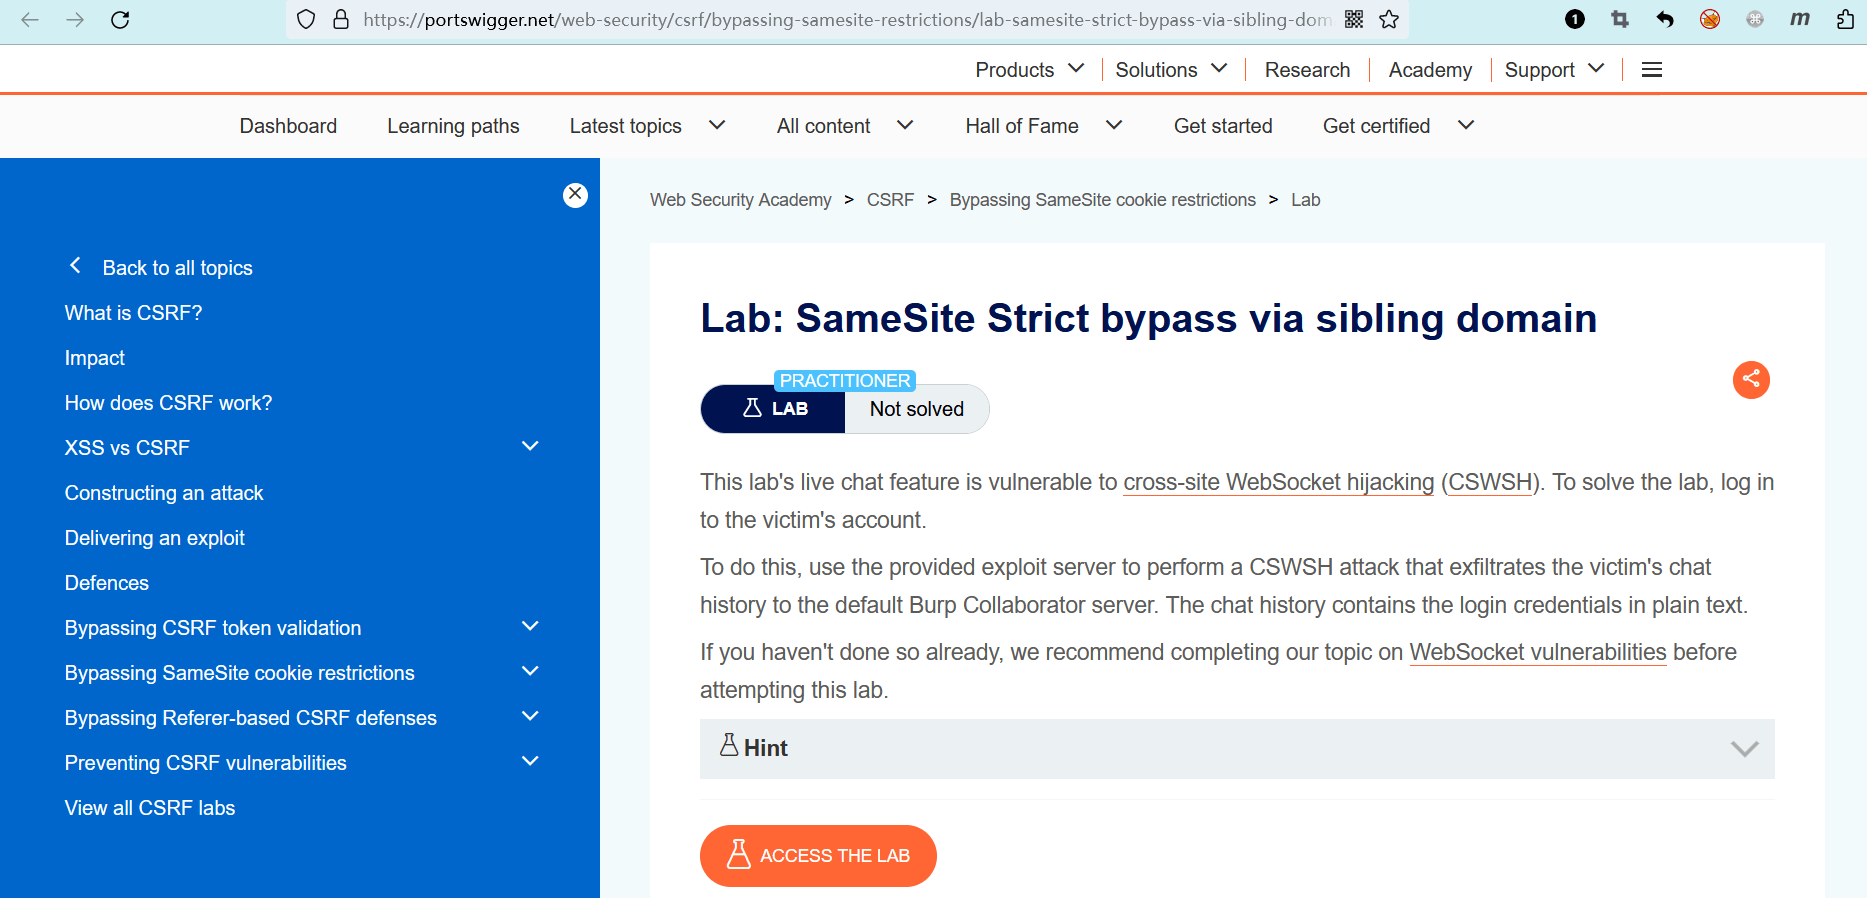 https://portswigger.net/web-security/csrf/bypassing-samesite-restrictions/lab-samesite-strict-bypass-via-sibling-dom
1
m
Products
Solutions
Research
Academy
Support
Dashboard
Learning paths
Latest topics
All content
Hall of Fame
Get started
Get certified
Back to all topics
What is CSRF?
Impact
How does CSRF work?
XSS vs CSRF
Constructing an attack
Delivering an exploit
Defences
Bypassing CSRF token validation
Bypassing SameSite cookie restrictions
Bypassing Referer-based CSRF defenses
Preventing CSRF vulnerabilities
View all CSRF labs
Web Security Academy > CSRF > Bypassing SameSite cookie restrictions > Lab
Lab: SameSite Strict bypass via sibling domain
PRACTITIONER
LAB
Not solved
This lab's live chat feature is vulnerable to cross-site WebSocket hijacking (CSWSH). To solve the lab, log in
to the victim's account.
To do this, use the provided exploit server to perform a CSWSH attack that exfiltrates the victim's chat
history to the default Burp Collaborator server. The chat history contains the login credentials in plain text.
If you haven't done so already, we recommend completing our topic on WebSocket vulnerabilities before
attempting this lab.
Hint
ACCESS THE LAB